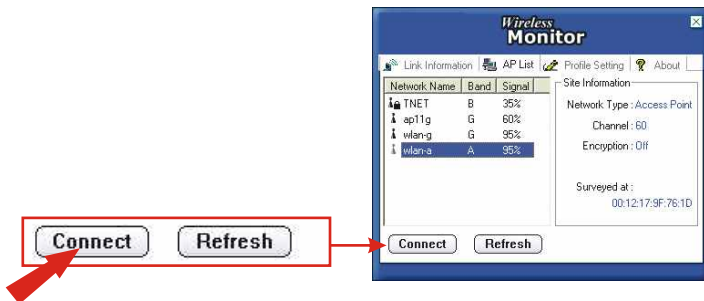 Wireless
Monitor
Link Information AP List Profile Setting About
Network Name Band Signal
TNET B 35%
ap11g G 60%
wlan-g G 95%
wlan-a A 95%
Site Information
Network Type : Access Point
Channel : 60
Encryption : Off
Surveyed at :
00:12:17:9F:76:1D
Connect Refresh
Connect Refresh